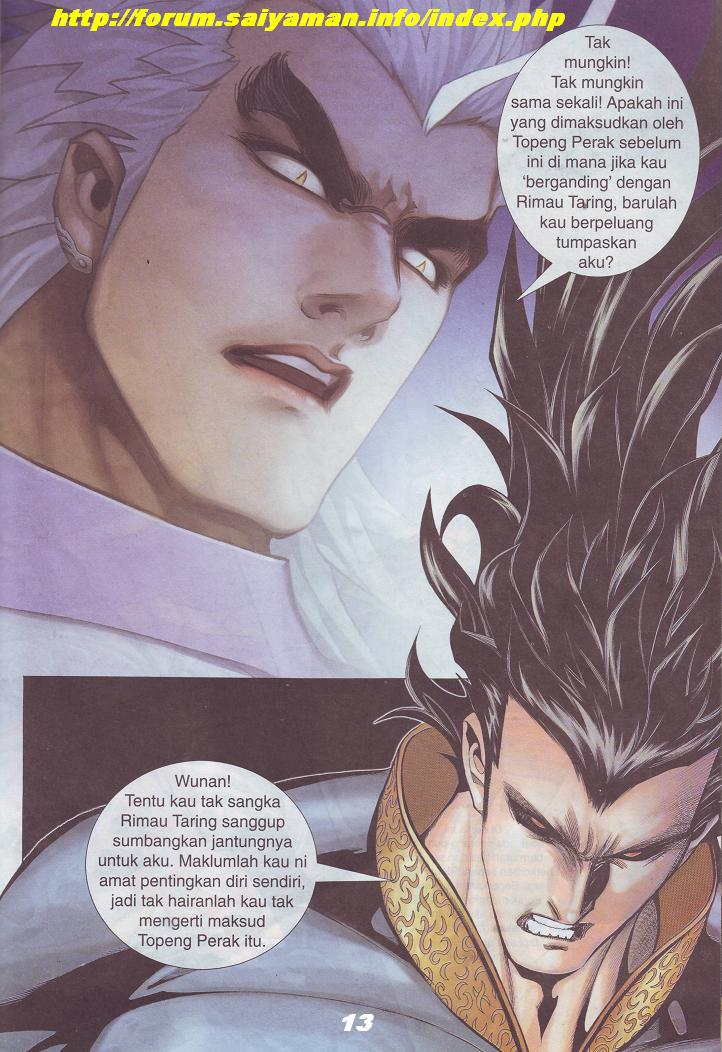 http://forum.saiyaman.info/index.php
Tak
mungkin!
Tak mungkin
sama sekali! Apakah ini
yang dimaksudkan oleh
Topeng Perak sebelum
ini di mana jika kau
‘berganding’ dengan
Rimau Taring, barulah
kau berpeluang
tumpaskan
aku?
Wunan!
Tentu kau tak sangka
Rimau Taring sanggup
sumbangkan jantungnya
untuk aku. Maklumlah kau ni
amat pentingkan diri sendiri,
jadi tak hairanlah kau tak
mengerti maksud
Topeng Perak itu.
13